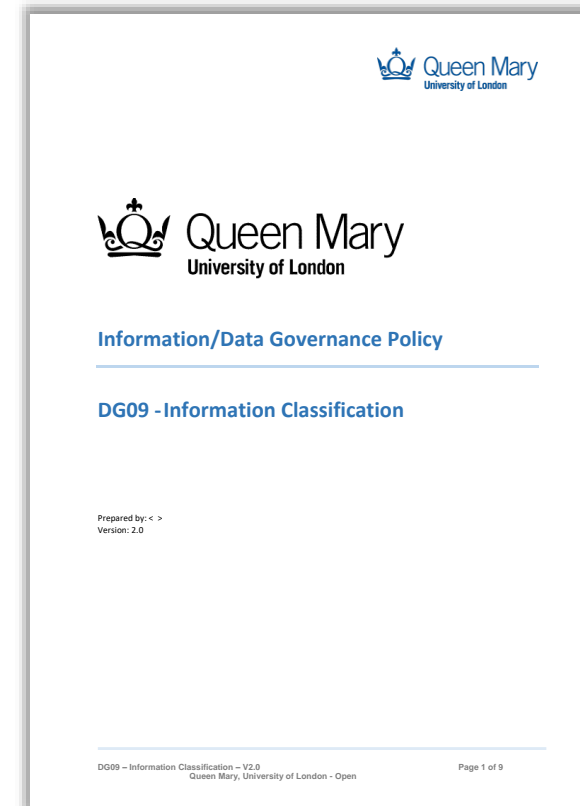 Queen Mary
University of London
Queen Mary
University of London
Information/Data Governance Policy
DG09 - Information Classification
Prepared by: < >
Version: 2.0
DG09 – Information Classification – V2.0 Page 1 of 9
Queen Mary, University of London - Open